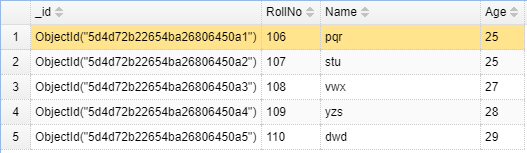 _id RollNo Name Age
1 ObjectId("5d4d72b22654ba26806450a1") 106 pqr 25
2 ObjectId("5d4d72b22654ba26806450a2") 107 stu 25
3 ObjectId("5d4d72b22654ba26806450a3") 108 vwx 27
4 ObjectId("5d4d72b22654ba26806450a4") 109 yzs 28
5 ObjectId("5d4d72b22654ba26806450a5") 110 dwd 29